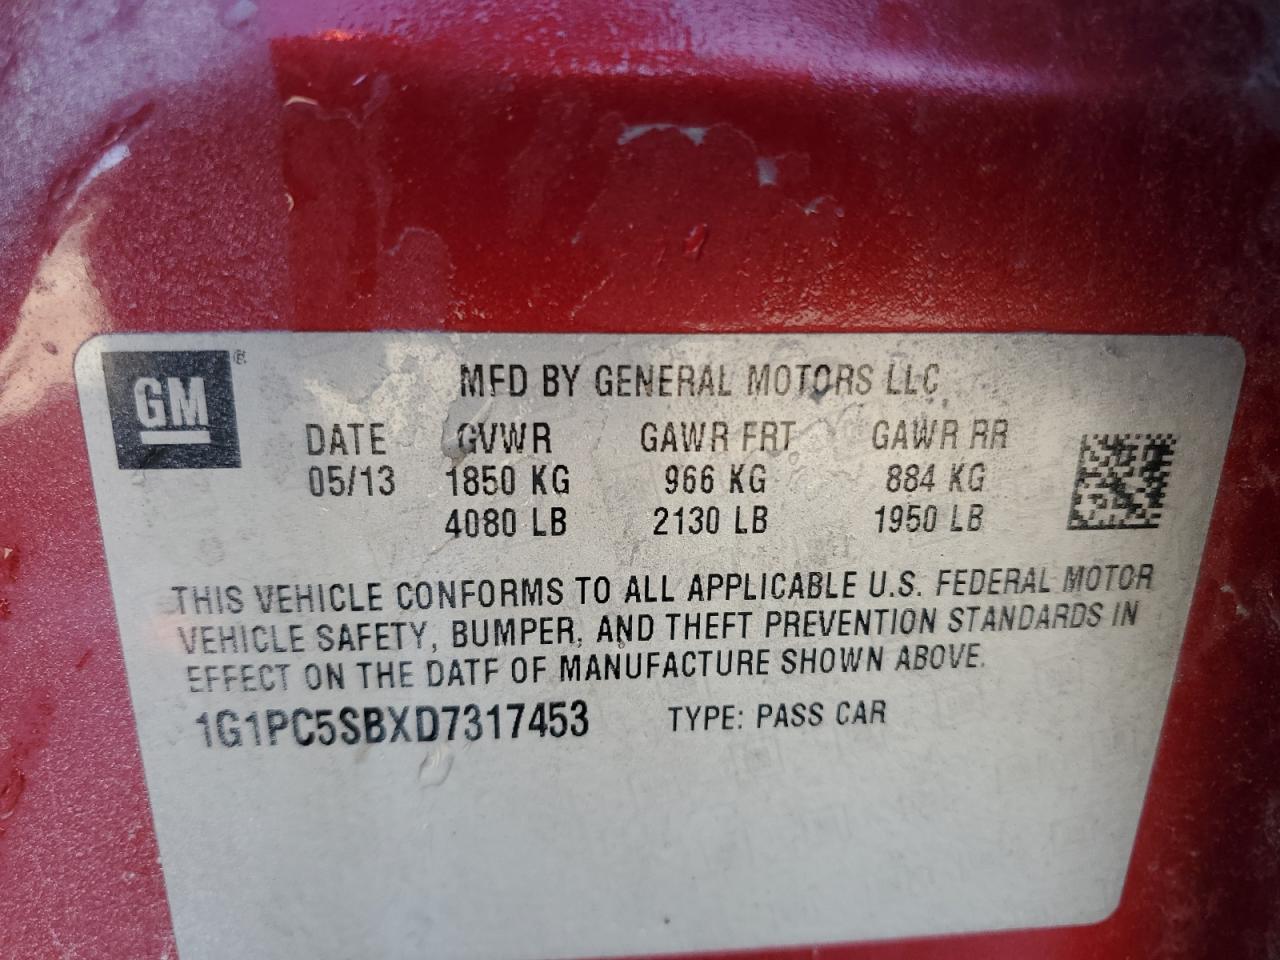 GM ®
MFD BY GENERAL MOTORS LLC
DATE GVWR GAWR FRT GAWR RR
05/13 1850 KG 966 KG 884 KG
4080 LB 2130 LB 1950 LB
THIS VEHICLE CONFORMS TO ALL APPLICABLE U.S. FEDERAL MOTOR
VEHICLE SAFETY, BUMPER, AND THEFT PREVENTION STANDARDS IN
EFFECT ON THE DATE OF MANUFACTURE SHOWN ABOVE.
1G1PC5SBXD7317453 TYPE: PASS CAR